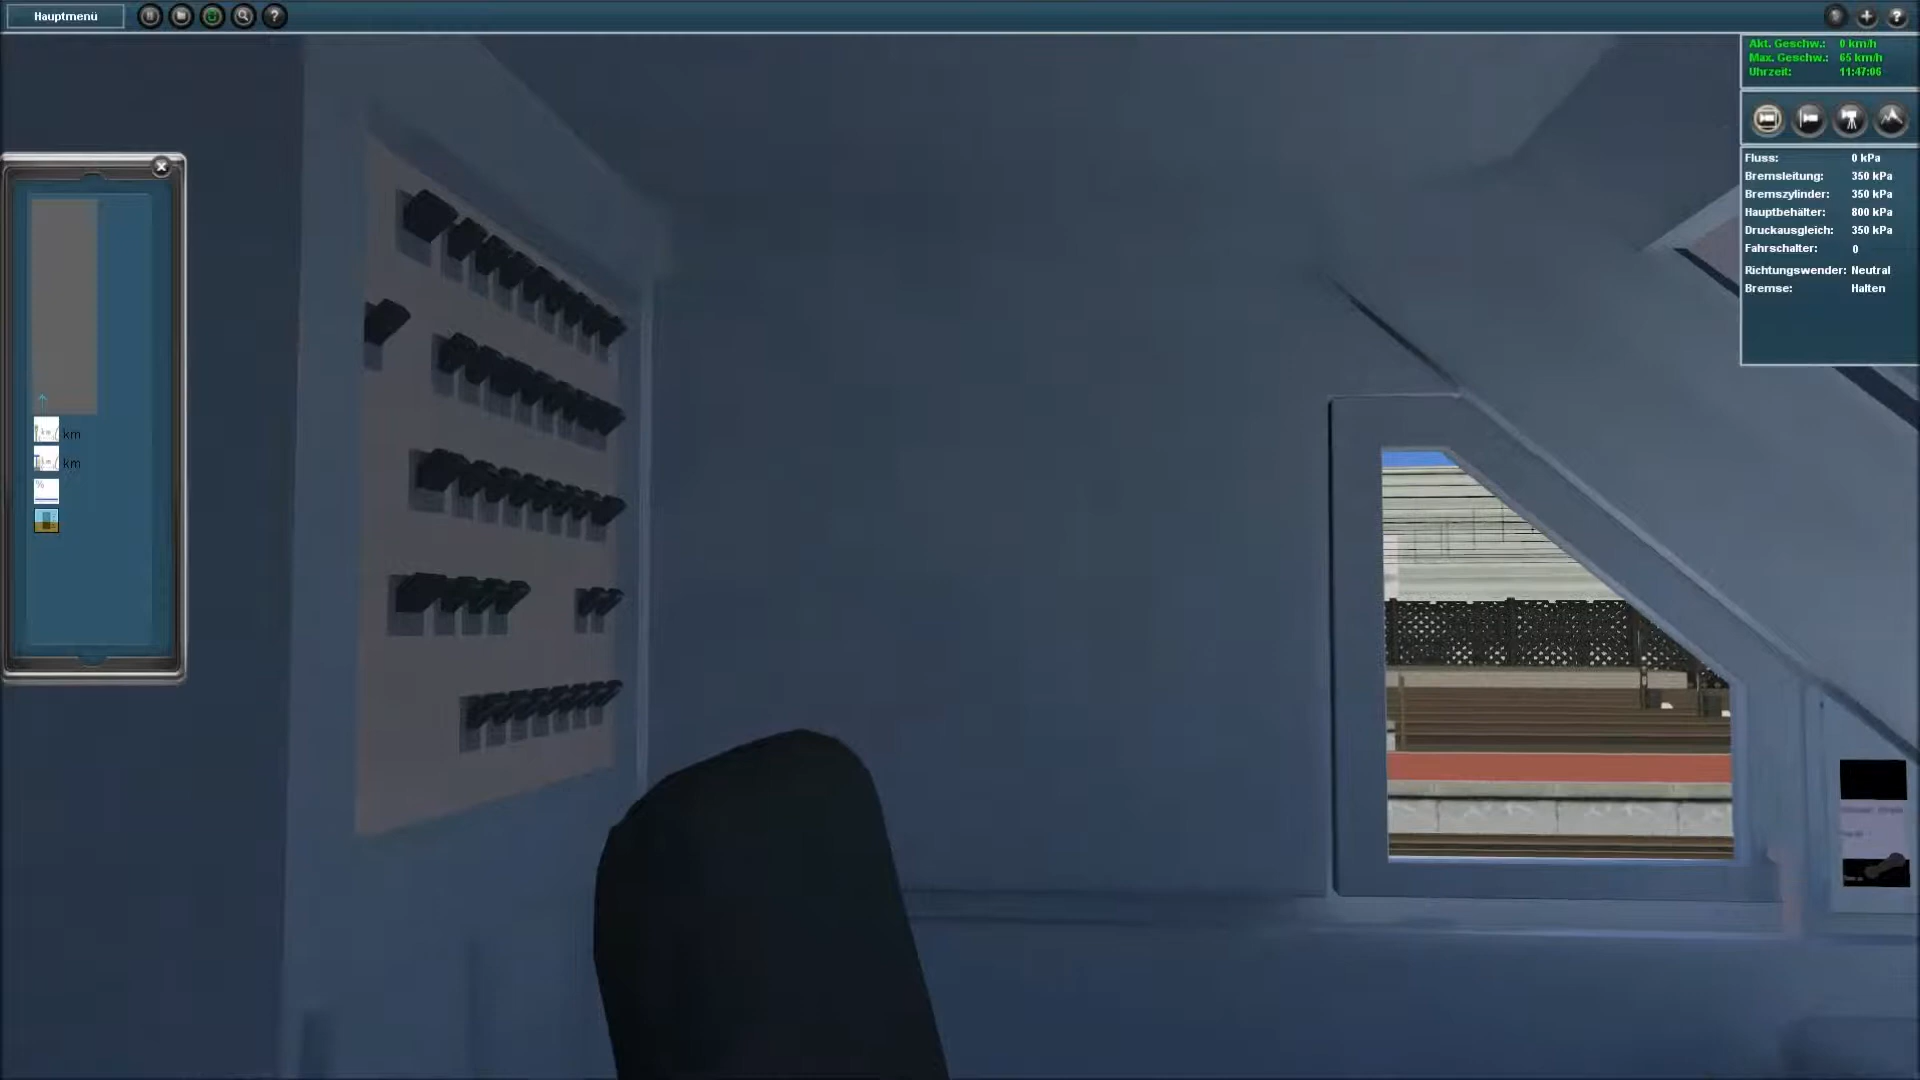 Hauptmenü
Akt. Geschw.: 0 km/h
Max. Geschw.: 65 km/h
Uhrzeit: 11:47:06
Fluss: 0 kPa
Bremsleitung: 350 kPa
Bremszylinder: 350 kPa
Hauptbehälter: 800 kPa
Druckausgleich: 350 kPa
Fahrschalter: 0
Richtungswender: Neutral
Bremse: Halten
km
km
%